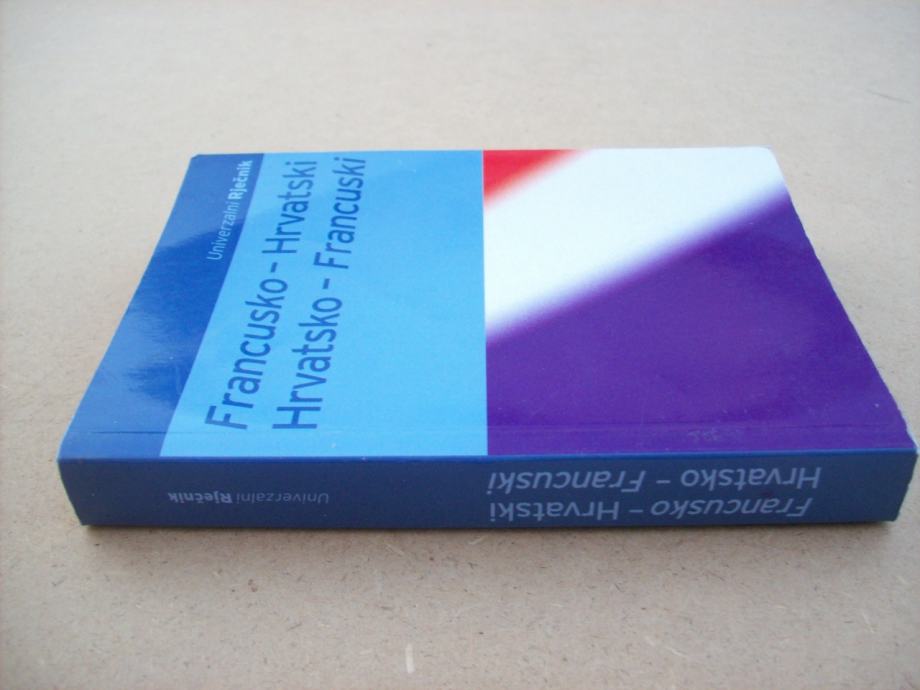 Univerzalni Rječnik
Francusko - Hrvatski
Hrvatsko - Francuski
Francusko - Hrvatski
Hrvatsko - Francuski
Univerzalni Rječnik